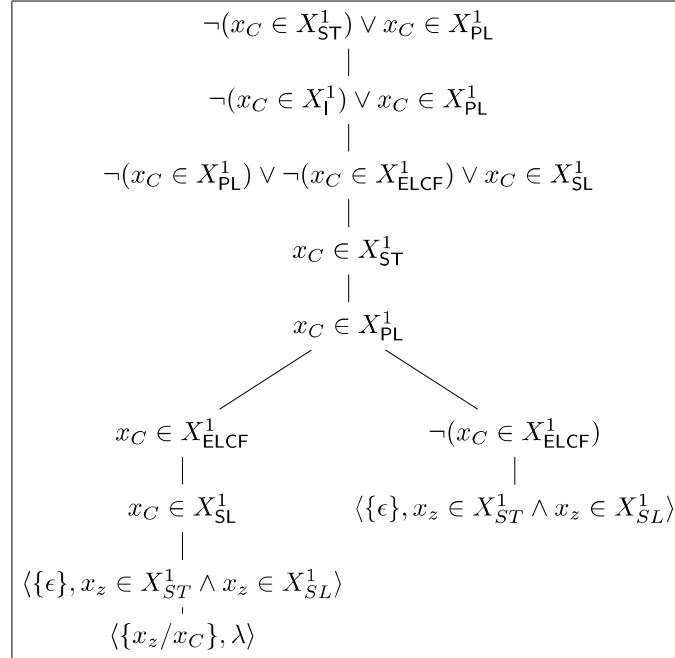 ¬(x_C ∈ X^1_ST) ∨ x_C ∈ X^1_PL
¬(x_C ∈ X^1_I) ∨ x_C ∈ X^1_PL
¬(x_C ∈ X^1_PL) ∨ ¬(x_C ∈ X^1_ELCF) ∨ x_C ∈ X^1_SL
x_C ∈ X^1_ST
x_C ∈ X^1_PL
x_C ∈ X^1_ELCF ¬(x_C ∈ X^1_ELCF)
x_C ∈ X^1_SL ⟨{ϵ}, x_z ∈ X^1_ST ∧ x_z ∈ X^1_SL⟩
⟨{ϵ}, x_z ∈ X^1_ST ∧ x_z ∈ X^1_SL⟩
⟨{x_z/x_C}, λ⟩